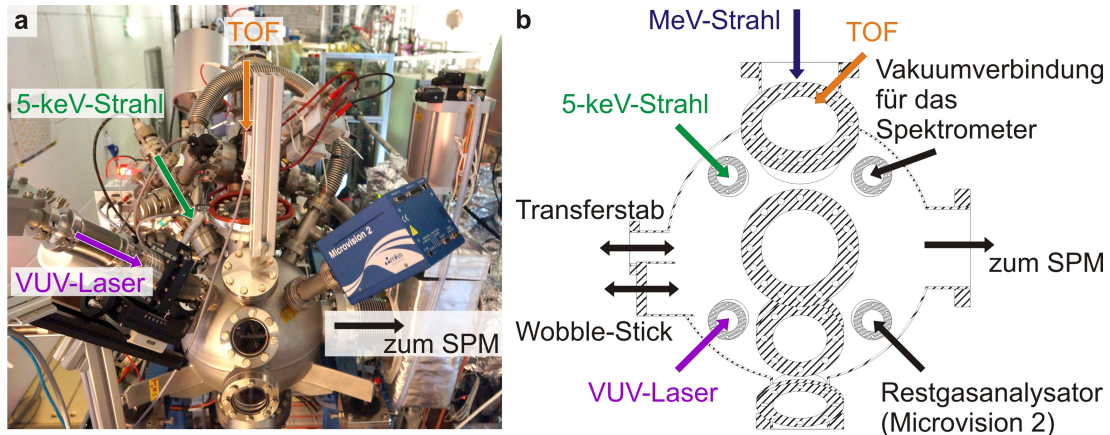 a
TOF
5-keV-Strahl
VUV-Laser
Microvision 2
mks
zum SPM
b
MeV-Strahl
TOF
5-keV-Strahl
Vakuumverbindung
für das
Spektrometer
Transferstab
zum SPM
Wobble-Stick
VUV-Laser
Restgasanalysator
(Microvision 2)